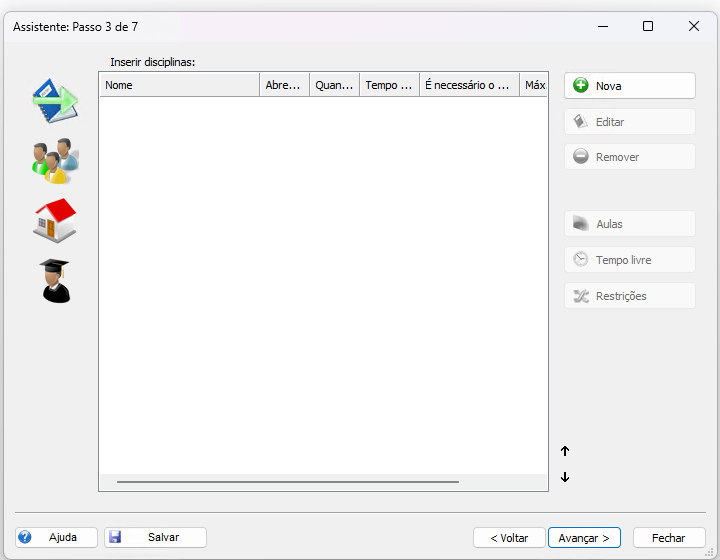 Assistente: Passo 3 de 7
Inserir disciplinas:
Nome Abre... Quan... Tempo ... É necessário o ... Máx
Nova
Editar
Remover
Aulas
Tempo livre
Restrições
Ajuda Salvar < Voltar Avançar > Fechar